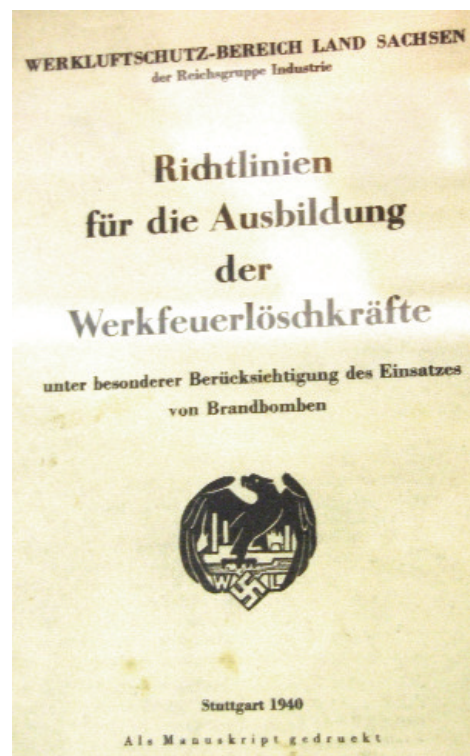 WERKLUFTSCHUTZ-BEREICH LAND SACHSEN
der Reichsgruppe Industrie
Richtlinien
für die Ausbildung
der
Werkfeuerlöschkräfte
unter besonderer Berücksichtigung des Einsatzes
von Brandbomben
W L
Stuttgart 1940
Als Manuskript gedruckt